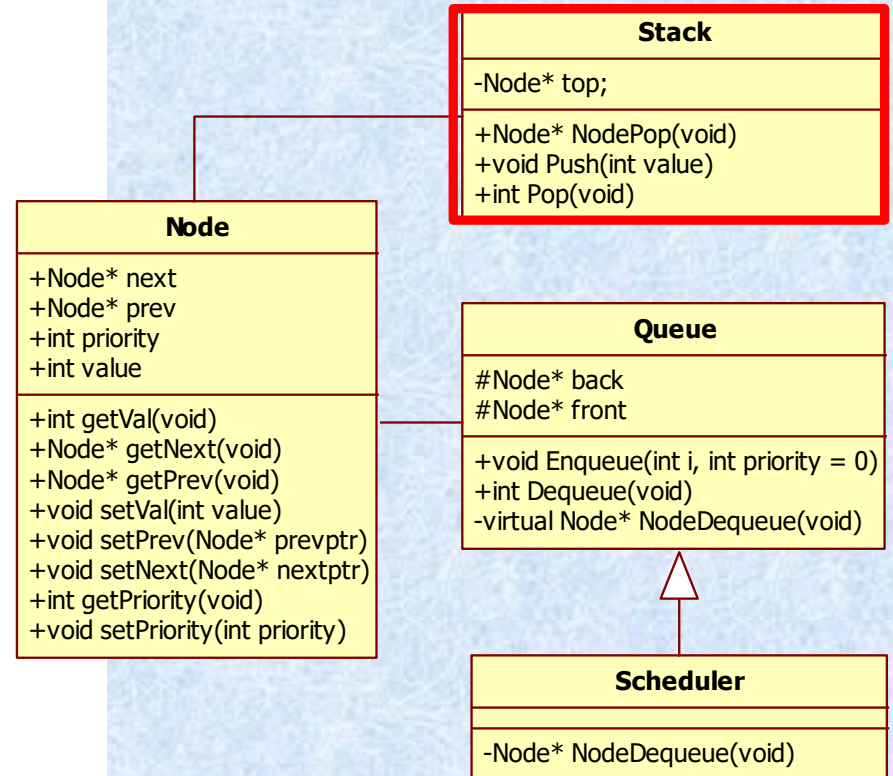 Stack
-Node* top;
+Node* NodePop(void)
+void Push(int value)
+int Pop(void)
Node
+Node* next
+Node* prev
+int priority
+int value
+int getVal(void)
+Node* getNext(void)
+Node* getPrev(void)
+void setVal(int value)
+void setPrev(Node* prevptr)
+void setNext(Node* nextptr)
+int getPriority(void)
+void setPriority(int priority)
Queue
#Node* back
#Node* front
+void Enqueue(int i, int priority = 0)
+int Dequeue(void)
-virtual Node* NodeDequeue(void)
Scheduler
-Node* NodeDequeue(void)